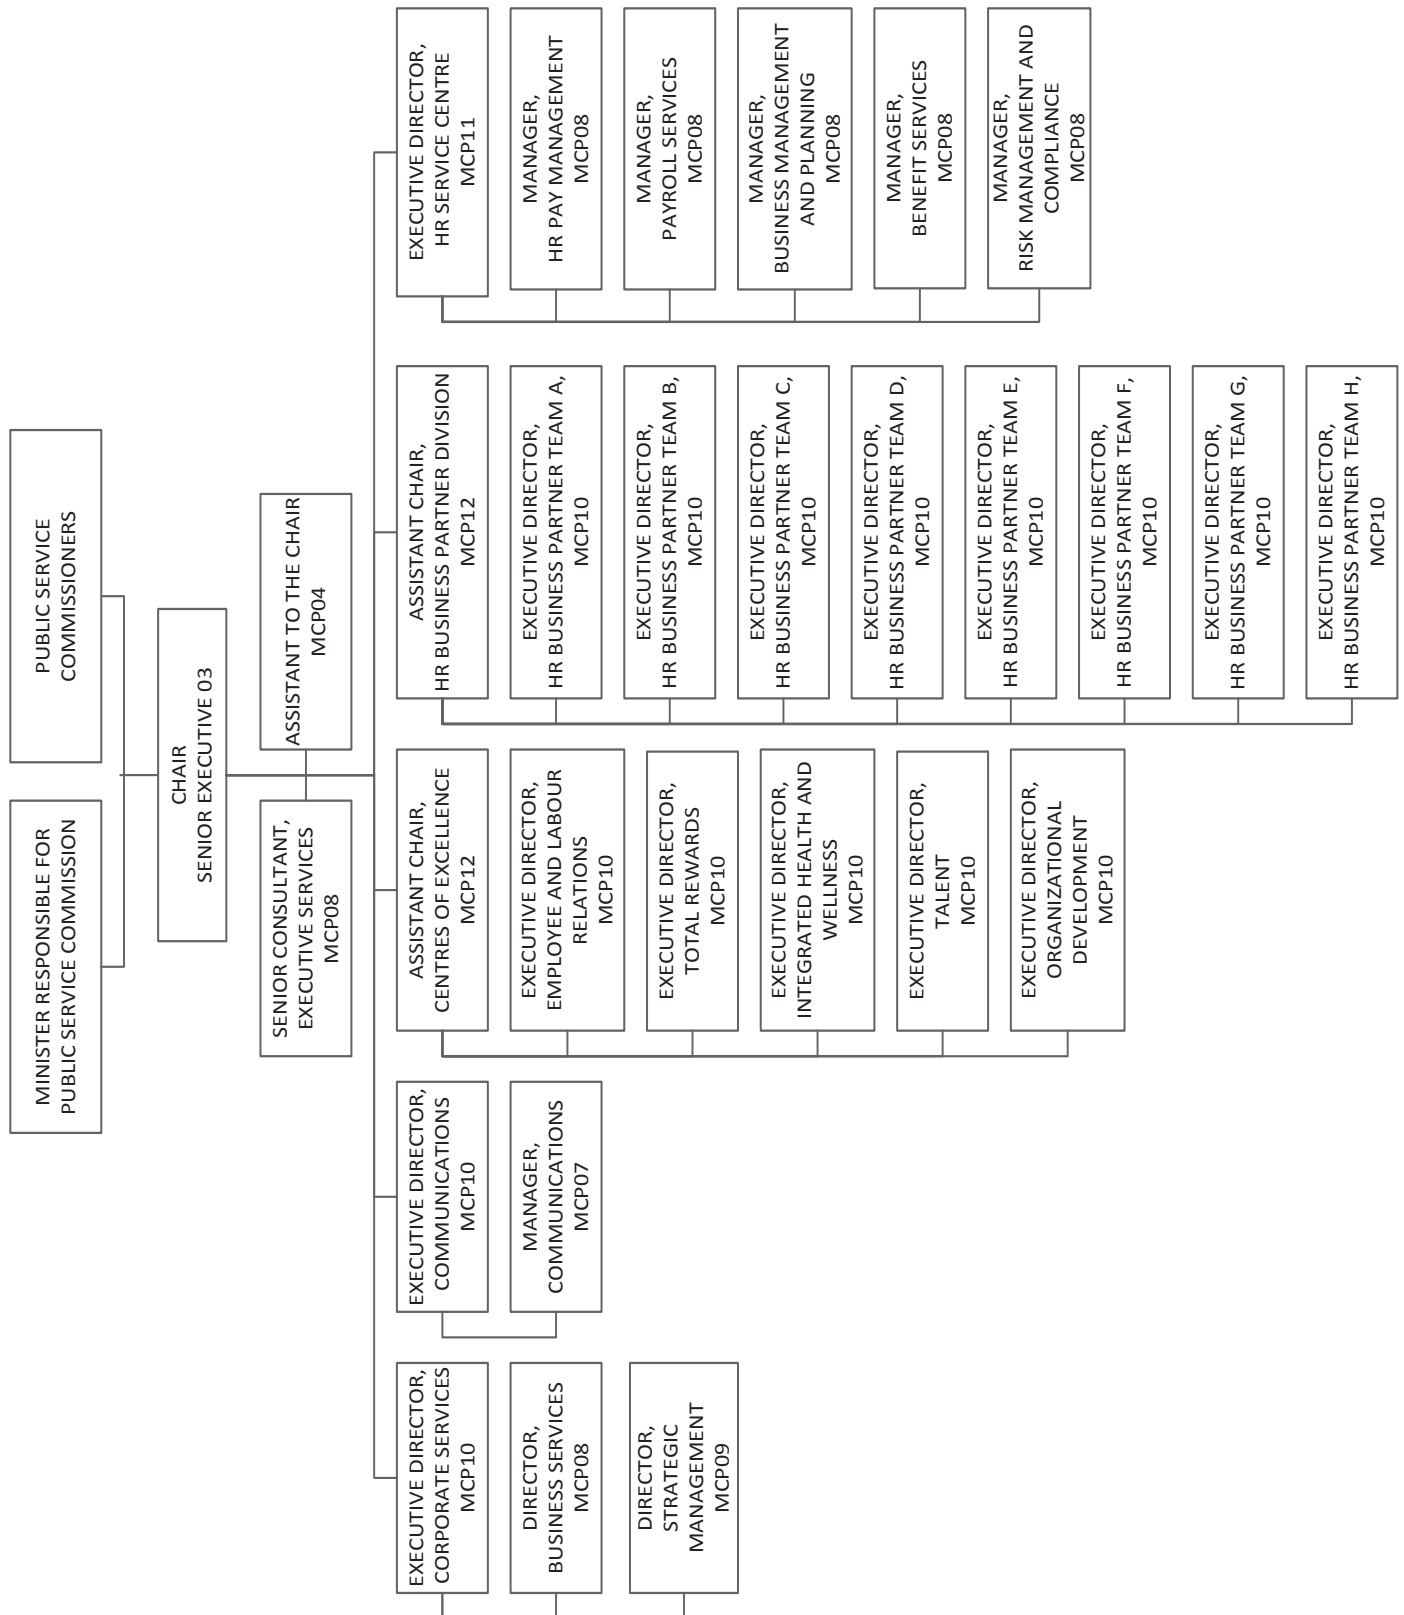 MINISTER RESPONSIBLE FOR
PUBLIC SERVICE COMMISSION
PUBLIC SERVICE
COMMISSIONERS
CHAIR
SENIOR EXECUTIVE 03
SENIOR CONSULTANT,
EXECUTIVE SERVICES
MCP08
ASSISTANT TO THE CHAIR
MCP04
EXECUTIVE DIRECTOR,
CORPORATE SERVICES
MCP10
DIRECTOR,
BUSINESS SERVICES
MCP08
DIRECTOR,
STRATEGIC
MANAGEMENT
MCP09
EXECUTIVE DIRECTOR,
COMMUNICATIONS
MCP10
MANAGER,
COMMUNICATIONS
MCP07
ASSISTANT CHAIR,
CENTRES OF EXCELLENCE
MCP12
EXECUTIVE DIRECTOR,
EMPLOYEE AND LABOUR
RELATIONS
MCP10
EXECUTIVE DIRECTOR,
TOTAL REWARDS
MCP10
EXECUTIVE DIRECTOR,
INTEGRATED HEALTH AND
WELLNESS
MCP10
EXECUTIVE DIRECTOR,
TALENT
MCP10
EXECUTIVE DIRECTOR,
ORGANIZATIONAL
DEVELOPMENT
MCP10
ASSISTANT CHAIR,
HR BUSINESS PARTNER DIVISION
MCP12
EXECUTIVE DIRECTOR,
HR BUSINESS PARTNER TEAM A,
MCP10
EXECUTIVE DIRECTOR,
HR BUSINESS PARTNER TEAM B,
MCP10
EXECUTIVE DIRECTOR,
HR BUSINESS PARTNER TEAM C,
MCP10
EXECUTIVE DIRECTOR,
HR BUSINESS PARTNER TEAM D,
MCP10
EXECUTIVE DIRECTOR,
HR BUSINESS PARTNER TEAM E,
MCP10
EXECUTIVE DIRECTOR,
HR BUSINESS PARTNER TEAM F,
MCP10
EXECUTIVE DIRECTOR,
HR BUSINESS PARTNER TEAM G,
MCP10
EXECUTIVE DIRECTOR,
HR BUSINESS PARTNER TEAM H,
MCP10
EXECUTIVE DIRECTOR,
HR SERVICE CENTRE
MCP11
MANAGER,
HR PAY MANAGEMENT
MCP08
MANAGER,
PAYROLL SERVICES
MCP08
MANAGER,
BUSINESS MANAGEMENT
AND PLANNING
MCP08
MANAGER,
BENEFIT SERVICES
MCP08
MANAGER,
RISK MANAGEMENT AND
COMPLIANCE
MCP08